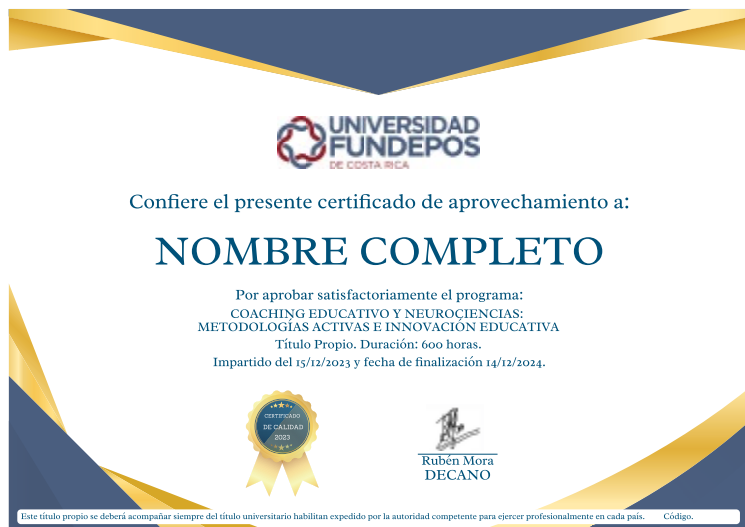 UNIVERSIDAD
FUNDEPOS
DE COSTA RICA
Confiere el presente certificado de aprovechamiento a:
NOMBRE COMPLETO
Por aprobar satisfactoriamente el programa:
COACHING EDUCATIVO Y NEUROCIENCIAS:
METODOLOGÍAS ACTIVAS E INNOVACIÓN EDUCATIVA
Título Propio. Duración: 600 horas.
Impartido del 15/12/2023 y fecha de finalización 14/12/2024.
CERTIFICADO
DE CALIDAD
2023
Rubén Mora
DECANO
Este título propio se deberá acompañar siempre del título universitario habilitan expedido por la autoridad competente para ejercer profesionalmente en cada país. Código.